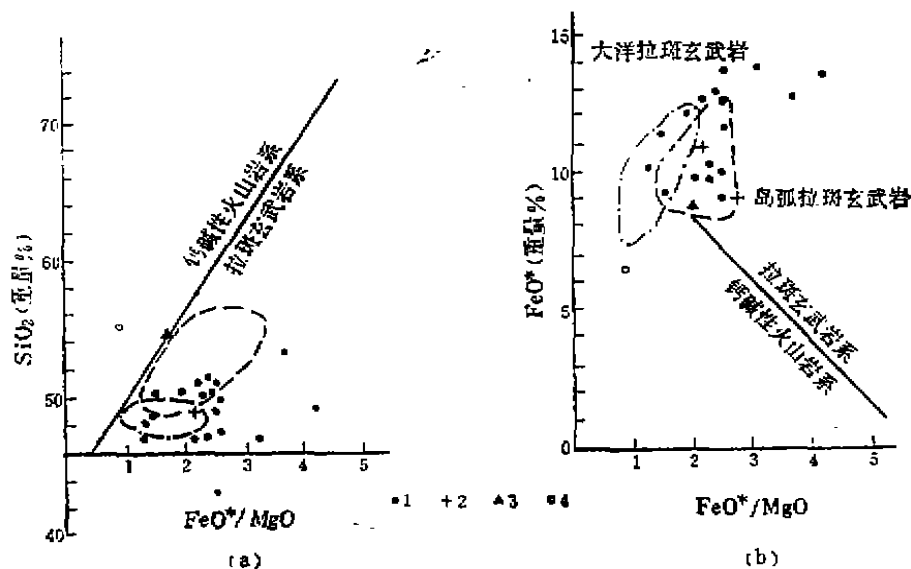 70
60
50
40
SiO₂(重量%)
钙碱性火山岩系
拉斑玄武岩系
1 2 3 4 5
FeO*/MgO
(a)
•1 +2 ▲3 4
15
10
5
0
FeO*(重量%)
大洋拉斑玄武岩
岛弧拉斑玄武岩
拉斑玄武岩系
钙碱性火山岩系
1 2 3 4 5
FeO*/MgO
(b)